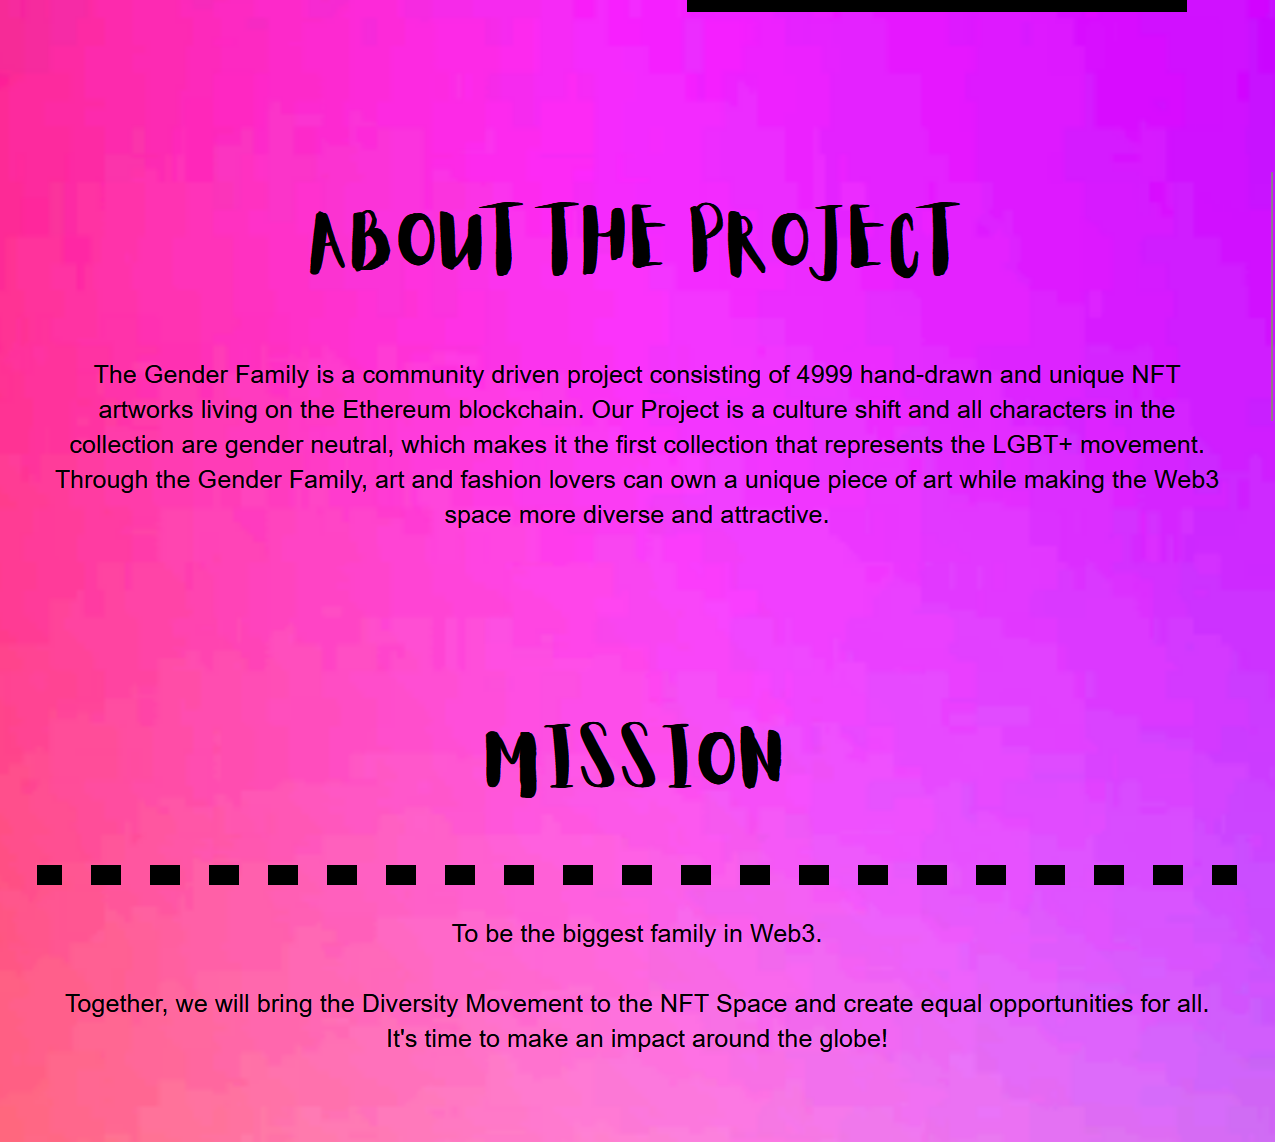 ABOUT THE PROJECT
The Gender Family is a community driven project consisting of 4999 hand-drawn and unique NFT
artworks living on the Ethereum blockchain. Our Project is a culture shift and all characters in the
collection are gender neutral, which makes it the first collection that represents the LGBT+ movement.
Through the Gender Family, art and fashion lovers can own a unique piece of art while making the Web3
space more diverse and attractive.
MISSION
To be the biggest family in Web3.
Together, we will bring the Diversity Movement to the NFT Space and create equal opportunities for all.
It's time to make an impact around the globe!